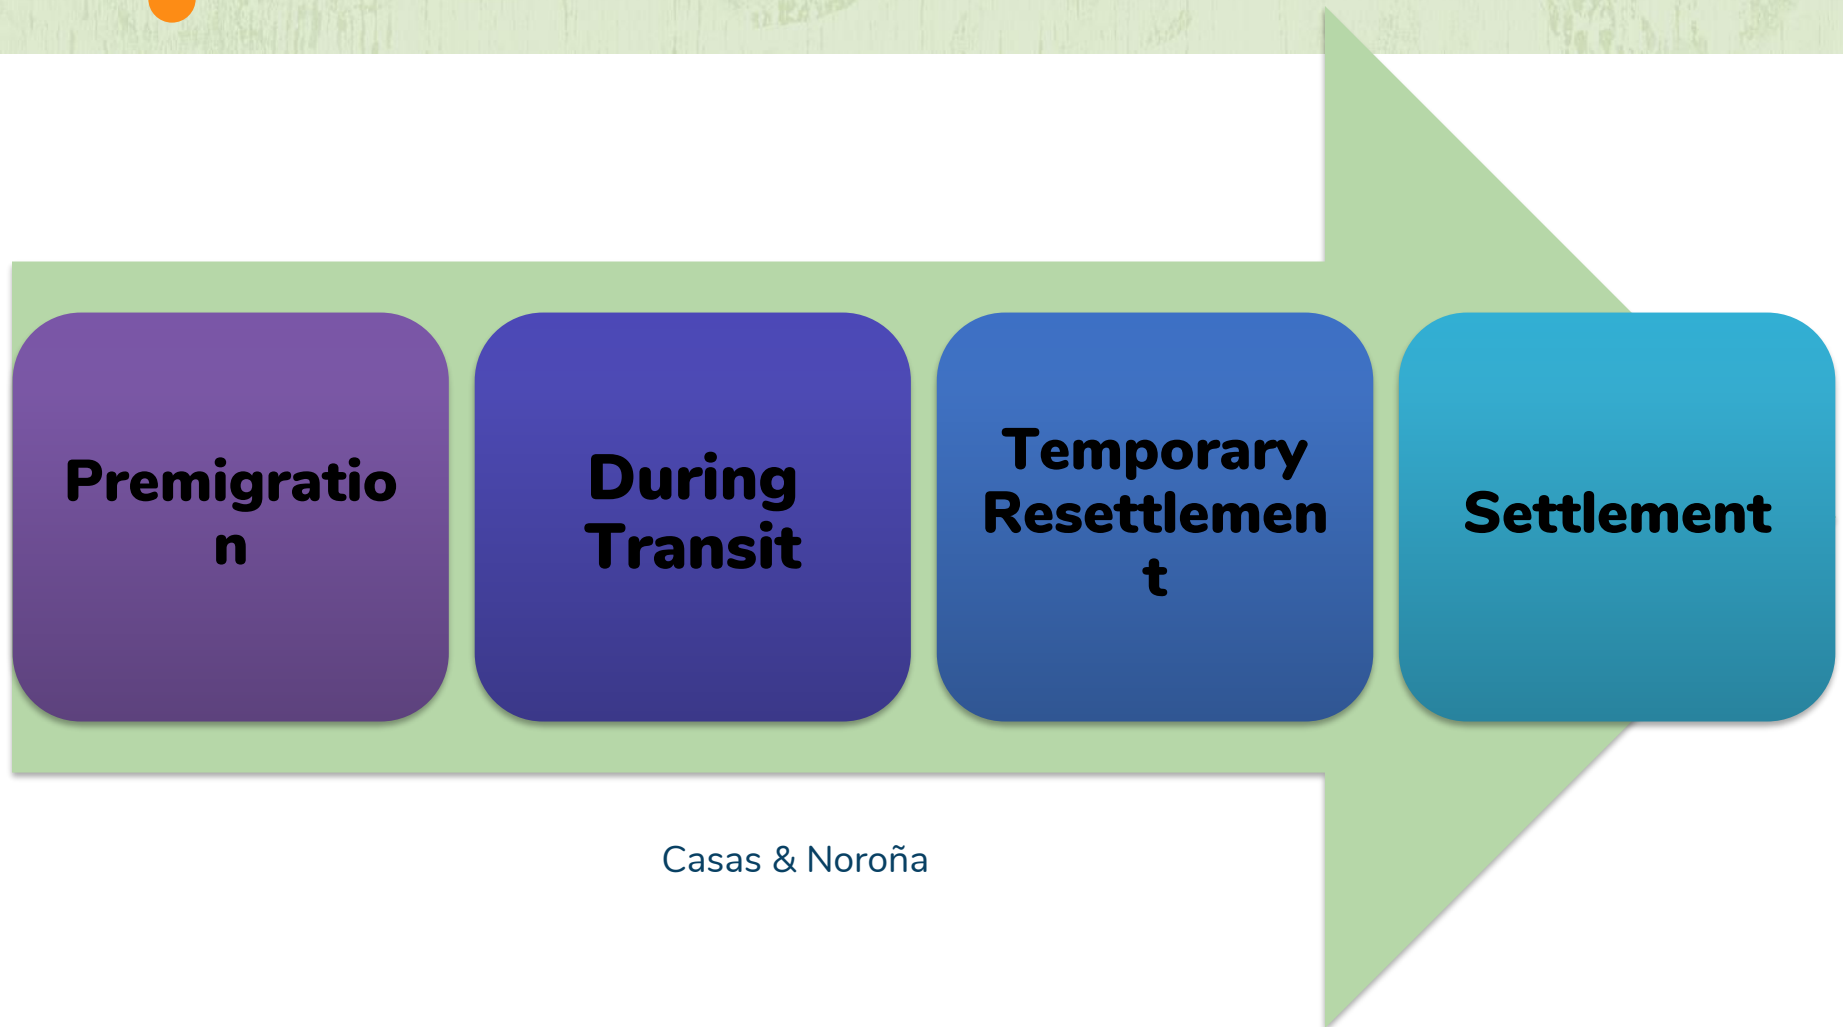 Premigratio
n
During
Transit
Temporary
Resettlemen
t
Settlement
Casas & Noroña